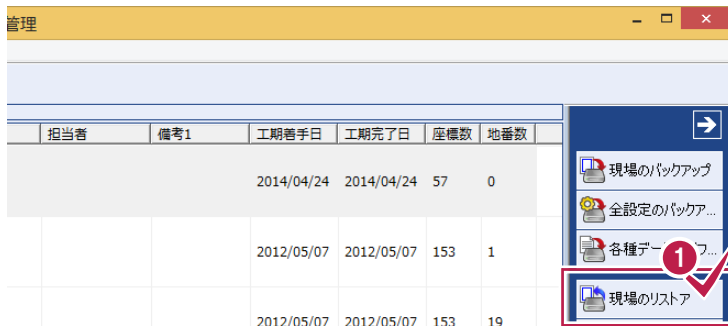 管理
担当者 備考1 工期着手日 工期完了日 座標数 地番数
2014/04/24 2014/04/24 57 0
2012/05/07 2012/05/07 153 1
2012/05/07 2012/05/07 153 19
現場のバックアップ
全設定のバックア...
各種デー
1
現場のリストア